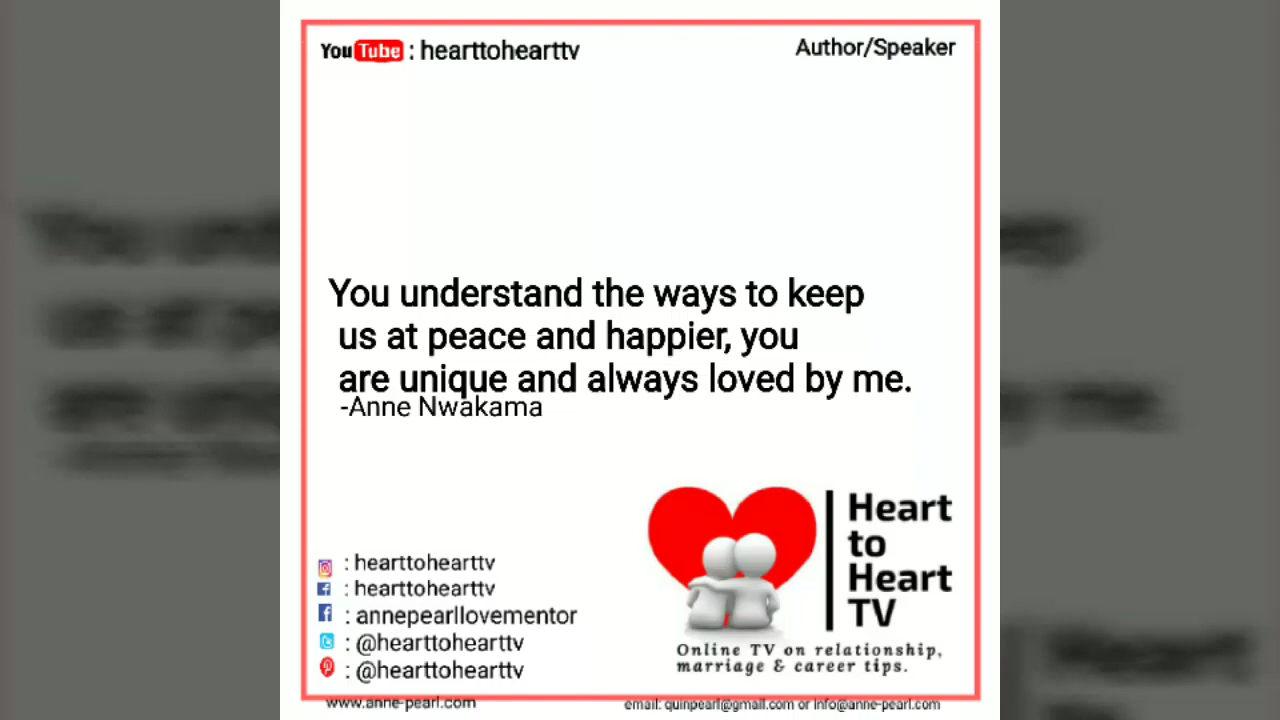 You Tube : hearttohearttv
Author/Speaker
You understand the ways to keep
us at peace and happier, you
are unique and always loved by me.
-Anne Nwakama
: hearttohearttv
: hearttohearttv
: annepearllovementor
: @hearttohearttv
: @hearttohearttv
Heart
to
Heart
TV
Online TV on relationship,
marriage & career tips.
www.anne-pearl.com
email: quinpearl@gmail.com or info@anne-pearl.com